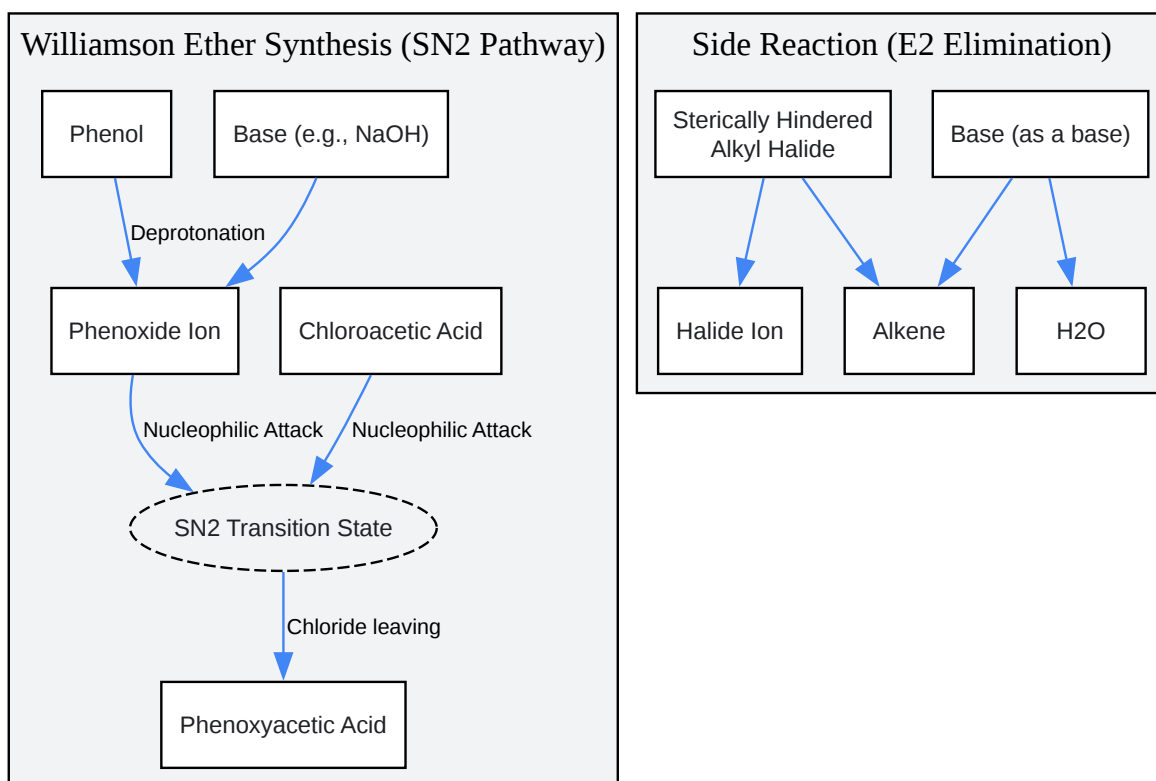 Williamson Ether Synthesis (SN2 Pathway)
Phenol
Base (e.g., NaOH)
Deprotonation
Phenoxide Ion
Chloroacetic Acid
Nucleophilic Attack
Nucleophilic Attack
SN2 Transition State
Chloride leaving
Phenoxyacetic Acid
Side Reaction (E2 Elimination)
Sterically Hindered
Alkyl Halide
Base (as a base)
Halide Ion
Alkene
H2O